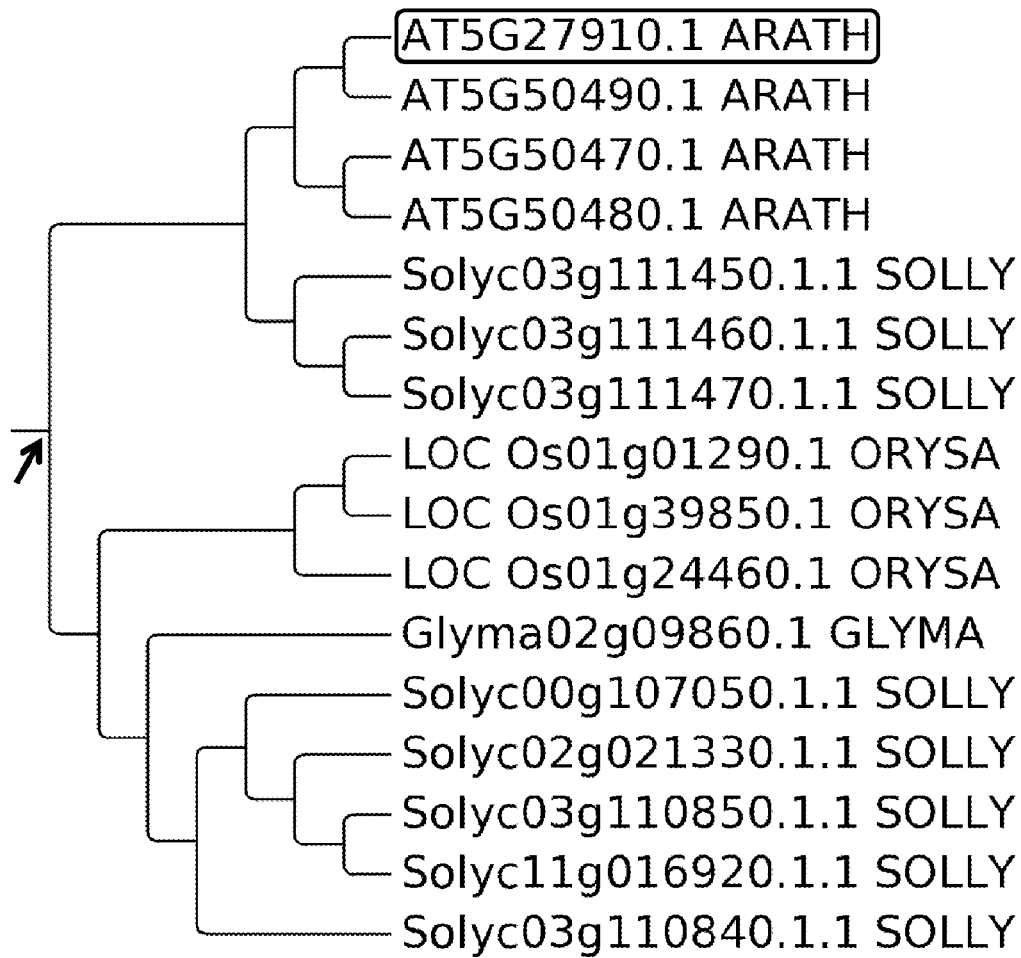 AT5G27910.1 ARATH
AT5G50490.1 ARATH
AT5G50470.1 ARATH
AT5G50480.1 ARATH
Solyc03g111450.1.1 SOLLY
Solyc03g111460.1.1 SOLLY
Solyc03g111470.1.1 SOLLY
LOC Os01g01290.1 ORYSA
LOC Os01g39850.1 ORYSA
LOC Os01g24460.1 ORYSA
Glyma02g09860.1 GLYMA
Solyc00g107050.1.1 SOLLY
Solyc02g021330.1.1 SOLLY
Solyc03g110850.1.1 SOLLY
Solyc11g016920.1.1 SOLLY
Solyc03g110840.1.1 SOLLY